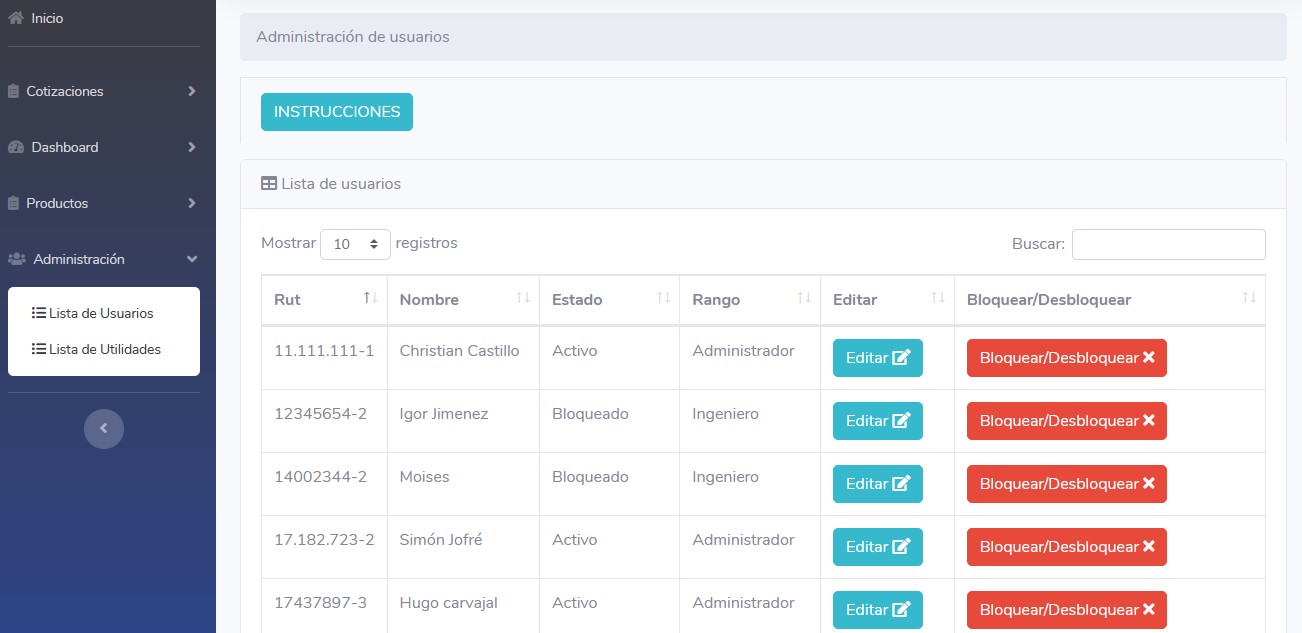 Inicio
Cotizaciones
Dashboard
Productos
Administración
Lista de Usuarios
Lista de Utilidades
Administración de usuarios
INSTRUCCIONES
Lista de usuarios
Mostrar 10 registros Buscar:
Rut Nombre Estado Rango Editar Bloquear/Desbloquear
11.111.111-1 Christian Castillo Activo Administrador Editar Bloquear/Desbloquear
12345654-2 Igor Jimenez Bloqueado Ingeniero Editar Bloquear/Desbloquear
14002344-2 Moises Bloqueado Ingeniero Editar Bloquear/Desbloquear
17.182.723-2 Simón Jofré Activo Administrador Editar Bloquear/Desbloquear
17437897-3 Hugo carvajal Activo Administrador Editar Bloquear/Desbloquear